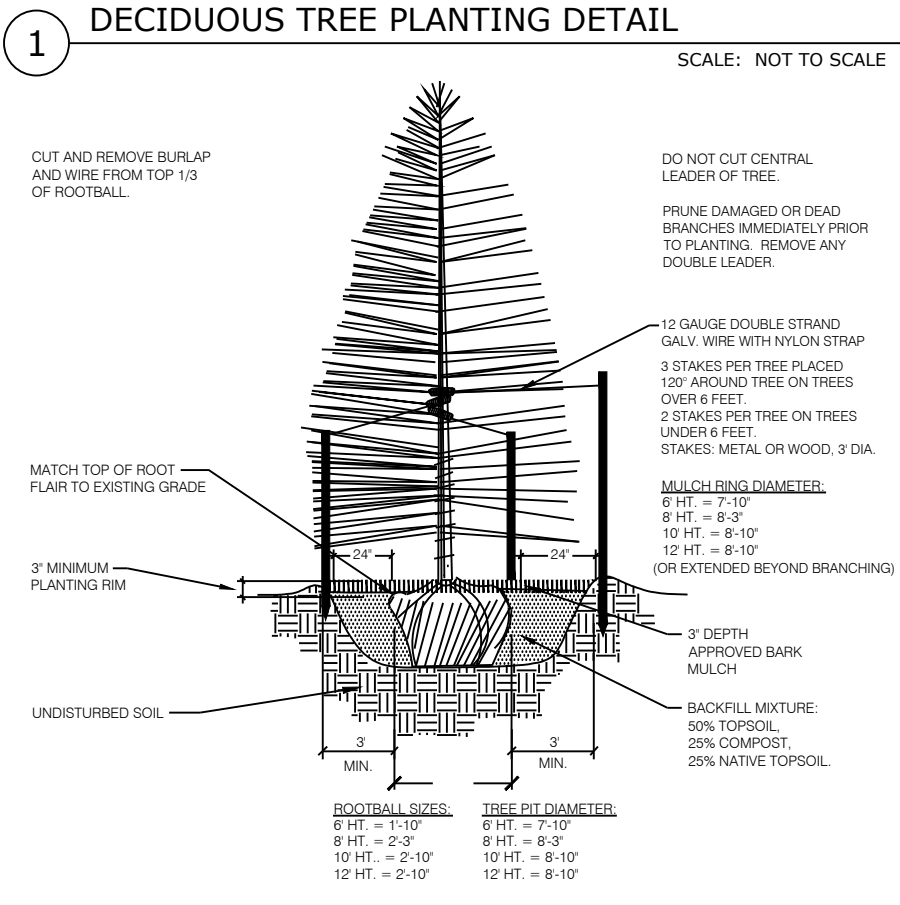 1
DECIDUOUS TREE PLANTING DETAIL
SCALE: NOT TO SCALE
CUT AND REMOVE BURLAP
AND WIRE FROM TOP 1/3
OF ROOTBALL.
DO NOT CUT CENTRAL
LEADER OF TREE.
PRUNE DAMAGED OR DEAD
BRANCHES IMMEDIATELY PRIOR
TO PLANTING. REMOVE ANY
DOUBLE LEADER.
12 GAUGE DOUBLE STRAND
GALV. WIRE WITH NYLON STRAP
3 STAKES PER TREE PLACED
120° AROUND TREE ON TREES
OVER 6 FEET.
2 STAKES PER TREE ON TREES
UNDER 6 FEET.
STAKES: METAL OR WOOD, 3' DIA.
MATCH TOP OF ROOT
FLAIR TO EXISTING GRADE
MULCH RING DIAMETER:
6' HT. = 7'-10"
8' HT. = 8'-3"
10' HT. = 8'-10"
12' HT. = 8'-10"
(OR EXTENDED BEYOND BRANCHING)
24"
24"
3" MINIMUM
PLANTING RIM
3" DEPTH
APPROVED BARK
MULCH
UNDISTURBED SOIL
BACKFILL MIXTURE:
50% TOPSOIL,
25% COMPOST,
25% NATIVE TOPSOIL.
3'
MIN.
3'
MIN.
ROOTBALL SIZES:
6' HT. = 1'-10"
8' HT. = 2'-3"
10' HT.. = 2'-10"
12' HT. = 2'-10"
TREE PIT DIAMETER:
6' HT. = 7'-10"
8' HT. = 8'-3"
10' HT. = 8'-10"
12' HT. = 8'-10"